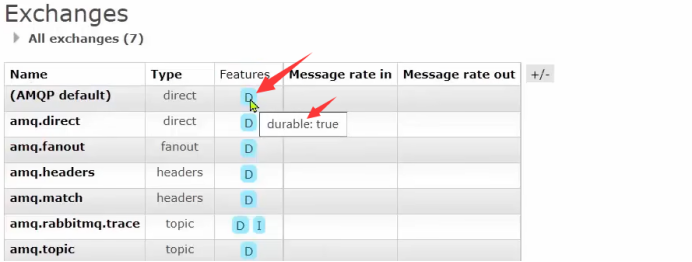 Exchanges
All exchanges (7)
Name Type Features Message rate in Message rate out +/-
(AMQP default) direct D
amq.direct direct D
durable: true
amq.fanout fanout D
amq.headers headers D
amq.match headers D
amq.rabbitmq.trace topic D I
amq.topic topic D